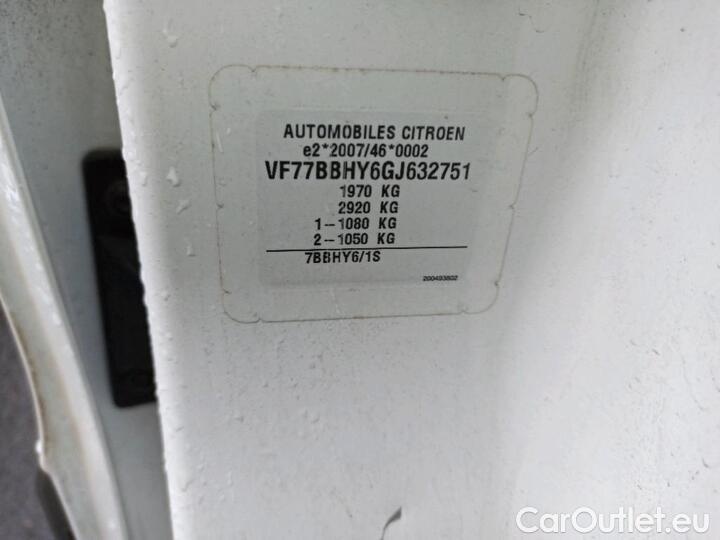 AUTOMOBILES CITROEN
e2*2007/46*0002
VF77BBHY6GJ632751
1970 KG
2920 KG
1-1080 KG
2-1050 KG
7BBHY6/1S
200493802
CarOutlet.eu